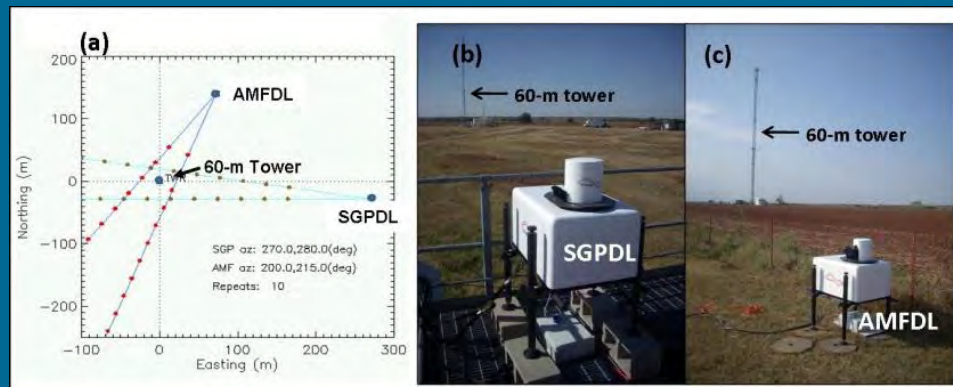 (a)
200
100
0
-100
-200
Northing (m)
-100 0 100 200 300
Easting (m)
AMFDL
60-m Tower
SGPDL
SGP az: 270.0,280.0(deg)
AMF az: 200.0,215.0(deg)
Repeats: 10
(b)
60-m tower
SGPDL
(c)
60-m tower
AMFDL